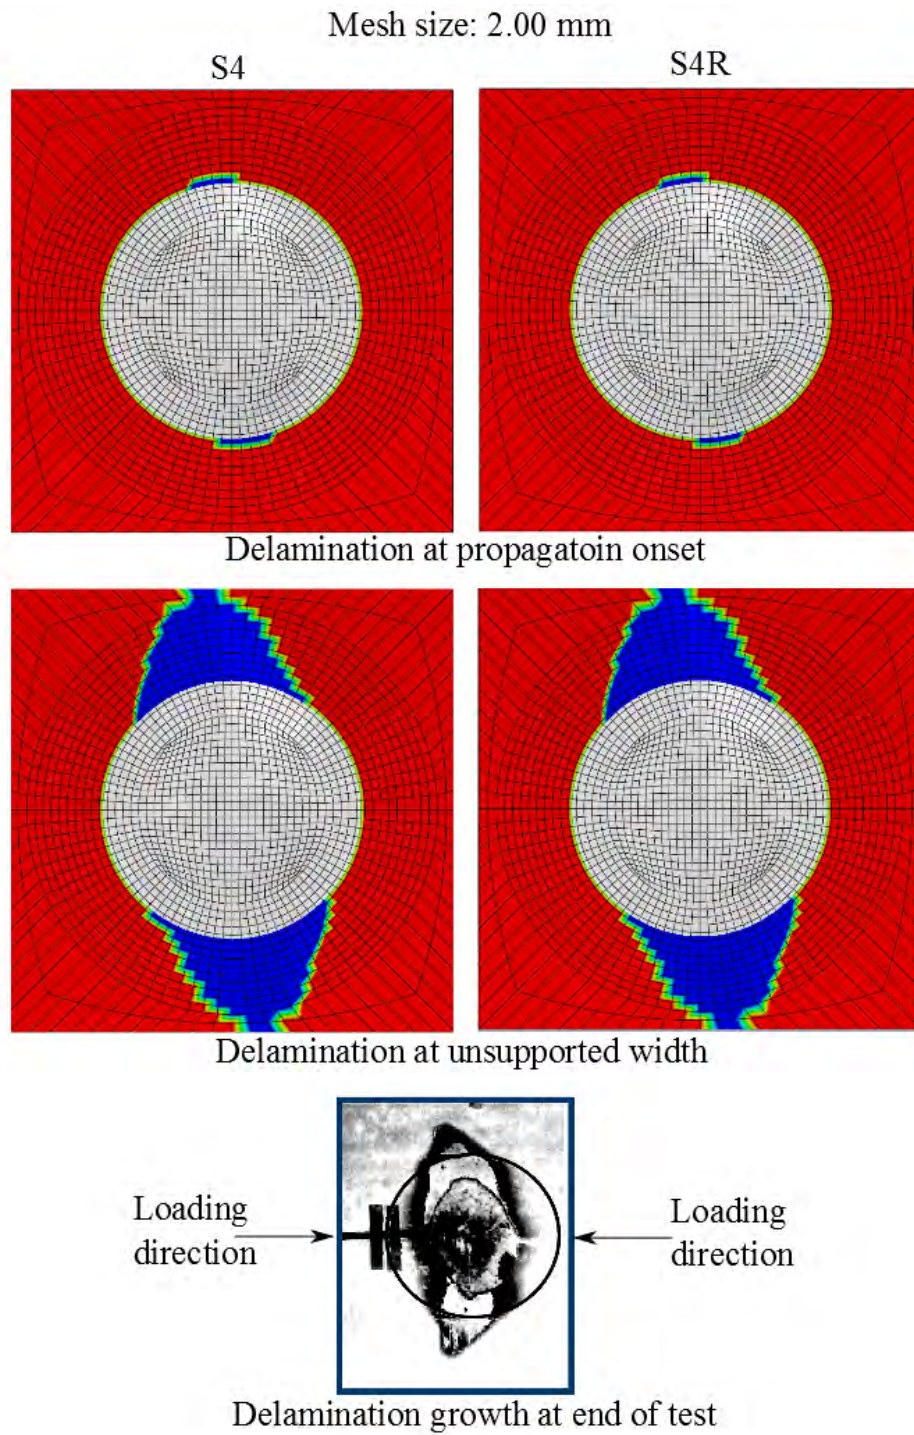 Mesh size: 2.00 mm
S4
S4R
Delamination at propagatoin onset
Delamination at unsupported width
Loading
direction
Loading
direction
Delamination growth at end of test